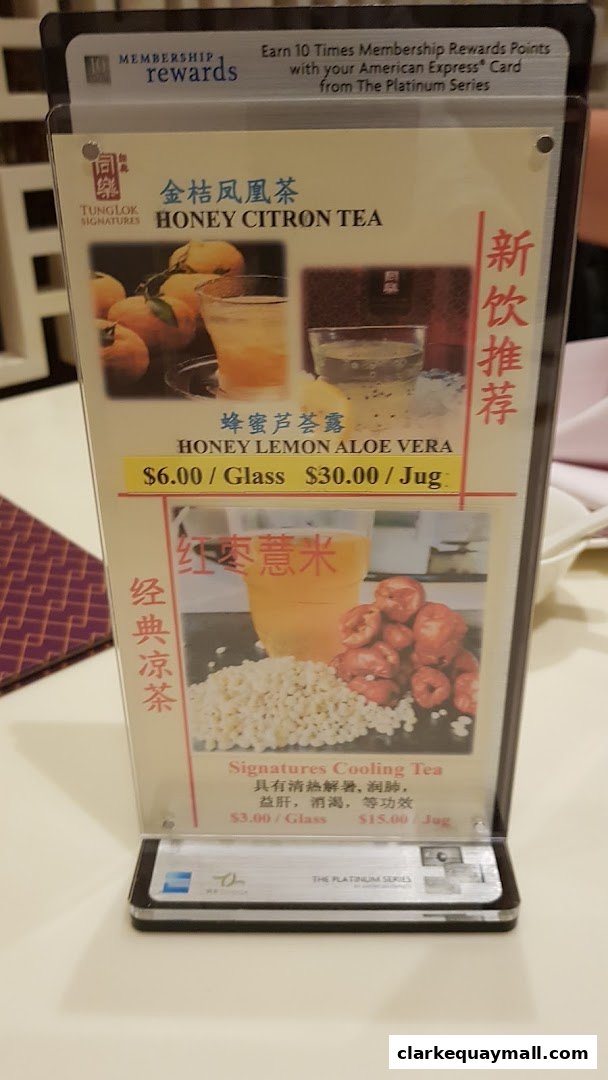 10
MEMBERSHIP
rewards
Earn 10 Times Membership Rewards Points
with your American Express® Card
from The Platinum Series
同樂
TUNGLOK
SIGNATURES
金桔凤凰茶
HONEY CITRON TEA
新饮推荐
同樂
蜂蜜芦荟露
HONEY LEMON ALOE VERA
$6.00 / Glass $30.00 / Jug
红枣薏米
经典凉茶
Signatures Cooling Tea
具有清热解暑,润肺,
益肝,消渴,等功效
$3.00 / Glass $15.00 / Jug
THE PLATINUM SERIES
clarkequaymall.com